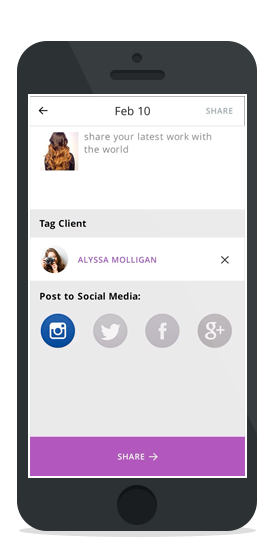 ← Feb 10 SHARE
share your latest work with
the world
Tag Client
ALYSSA MOLLIGAN ×
Post to Social Media:
f g+
SHARE →